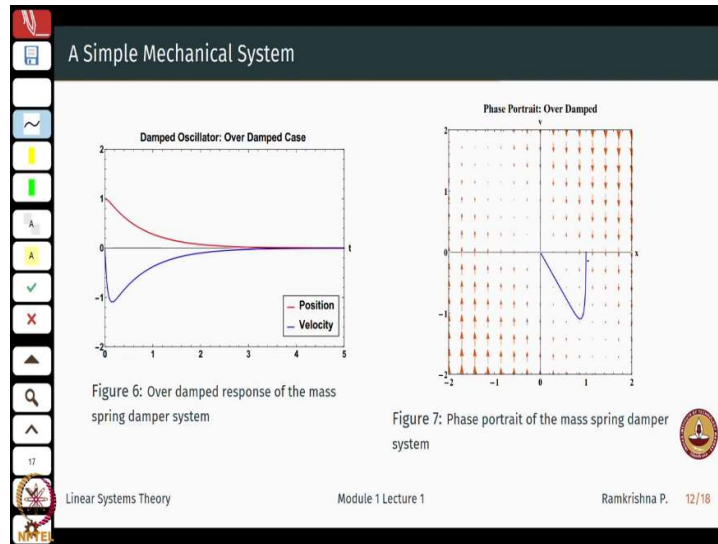 A Simple Mechanical System
Damped Oscillator: Over Damped Case
2
1
0
-1
-2
0
1
2
3
4
5
t
Position
Velocity
Figure 6: Over damped response of the mass
spring damper system
Phase Portrait: Over Damped
v
2
1
0
-1
-2
-2
-1
0
1
2
x
Figure 7: Phase portrait of the mass spring damper
system
A
A
17
Linear Systems Theory
Module 1 Lecture 1
Ramkrishna P.
12/18
NPTEL